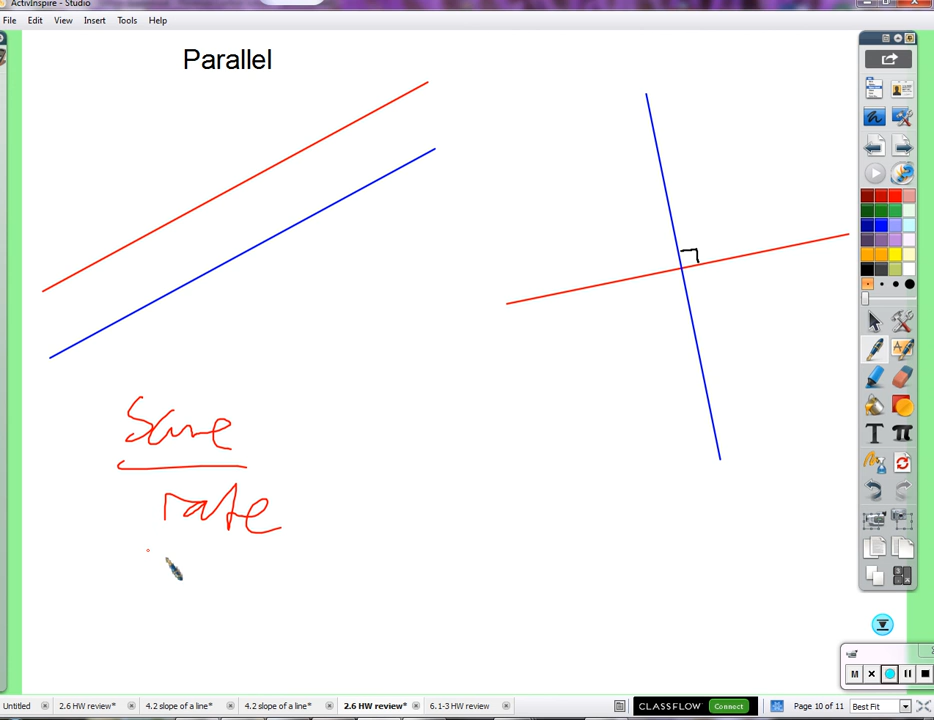 ActivInspire - Studio
File Edit View Insert Tools Help
Parallel
Same
rate
M
Untitled 2.6 HW review* 4.2 slope of a line* 4.2 slope of a line* 2.6 HW review* 6.1-3 HW review CLASSFLOW Connect Page 10 of 11 Best Fit